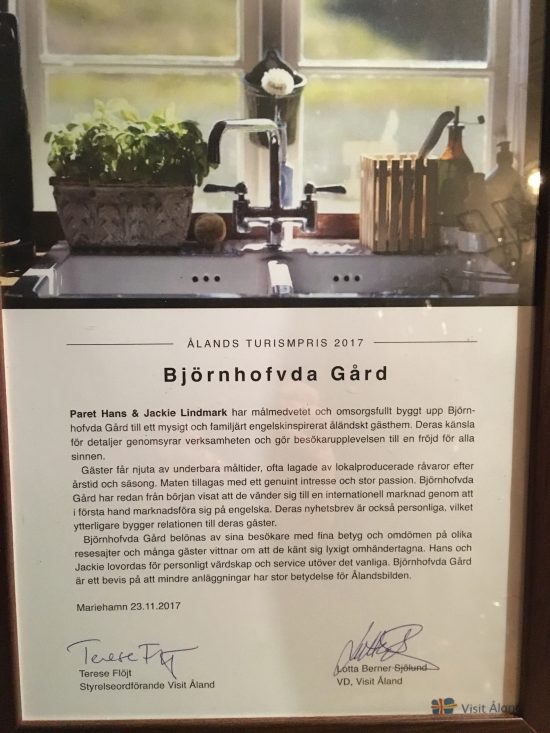 ÅLANDS TURISMPRIS 2017
Björnhofvda Gård
Paret Hans & Jackie Lindmark har målmedvetet och omsorgsfullt byggt upp Björn-
hofvda Gård till ett mysigt och familjärt engelskinspirerat åländskt gästhem. Deras känsla
för detaljer genomsyrar verksamheten och gör besökarupplevelsen till en fröjd för alla
sinnen.
Gäster får njuta av underbara måltider, ofta lagade av lokalproducerade råvaror efter
årstid och säsong. Maten tillagas med ett genuint intresse och stor passion. Björnhofvda
Gård har redan från början visat att de vänder sig till en internationell marknad genom att
i första hand marknadsföra sig på engelska. Deras nyhetsbrev är också personliga, vilket
ytterligare bygger relationen till deras gäster.
Björnhofvda Gård belönas av sina besökare med fina betyg och omdömen på olika
resesajter och många gäster vittnar om att de känt sig lyxigt omhändertagna. Hans och
Jackie lovordas för personligt värdskap och service utöver det vanliga. Björnhofvda Gård
är ett bevis på att mindre anläggningar har stor betydelse för Ålandsbilden.
Mariehamn 23.11.2017
Terese Flöjt
Terese Flöjt
Styrelseordförande Visit Åland
Lotta Berner Sjölund
VD, Visit Åland
Visit Åland